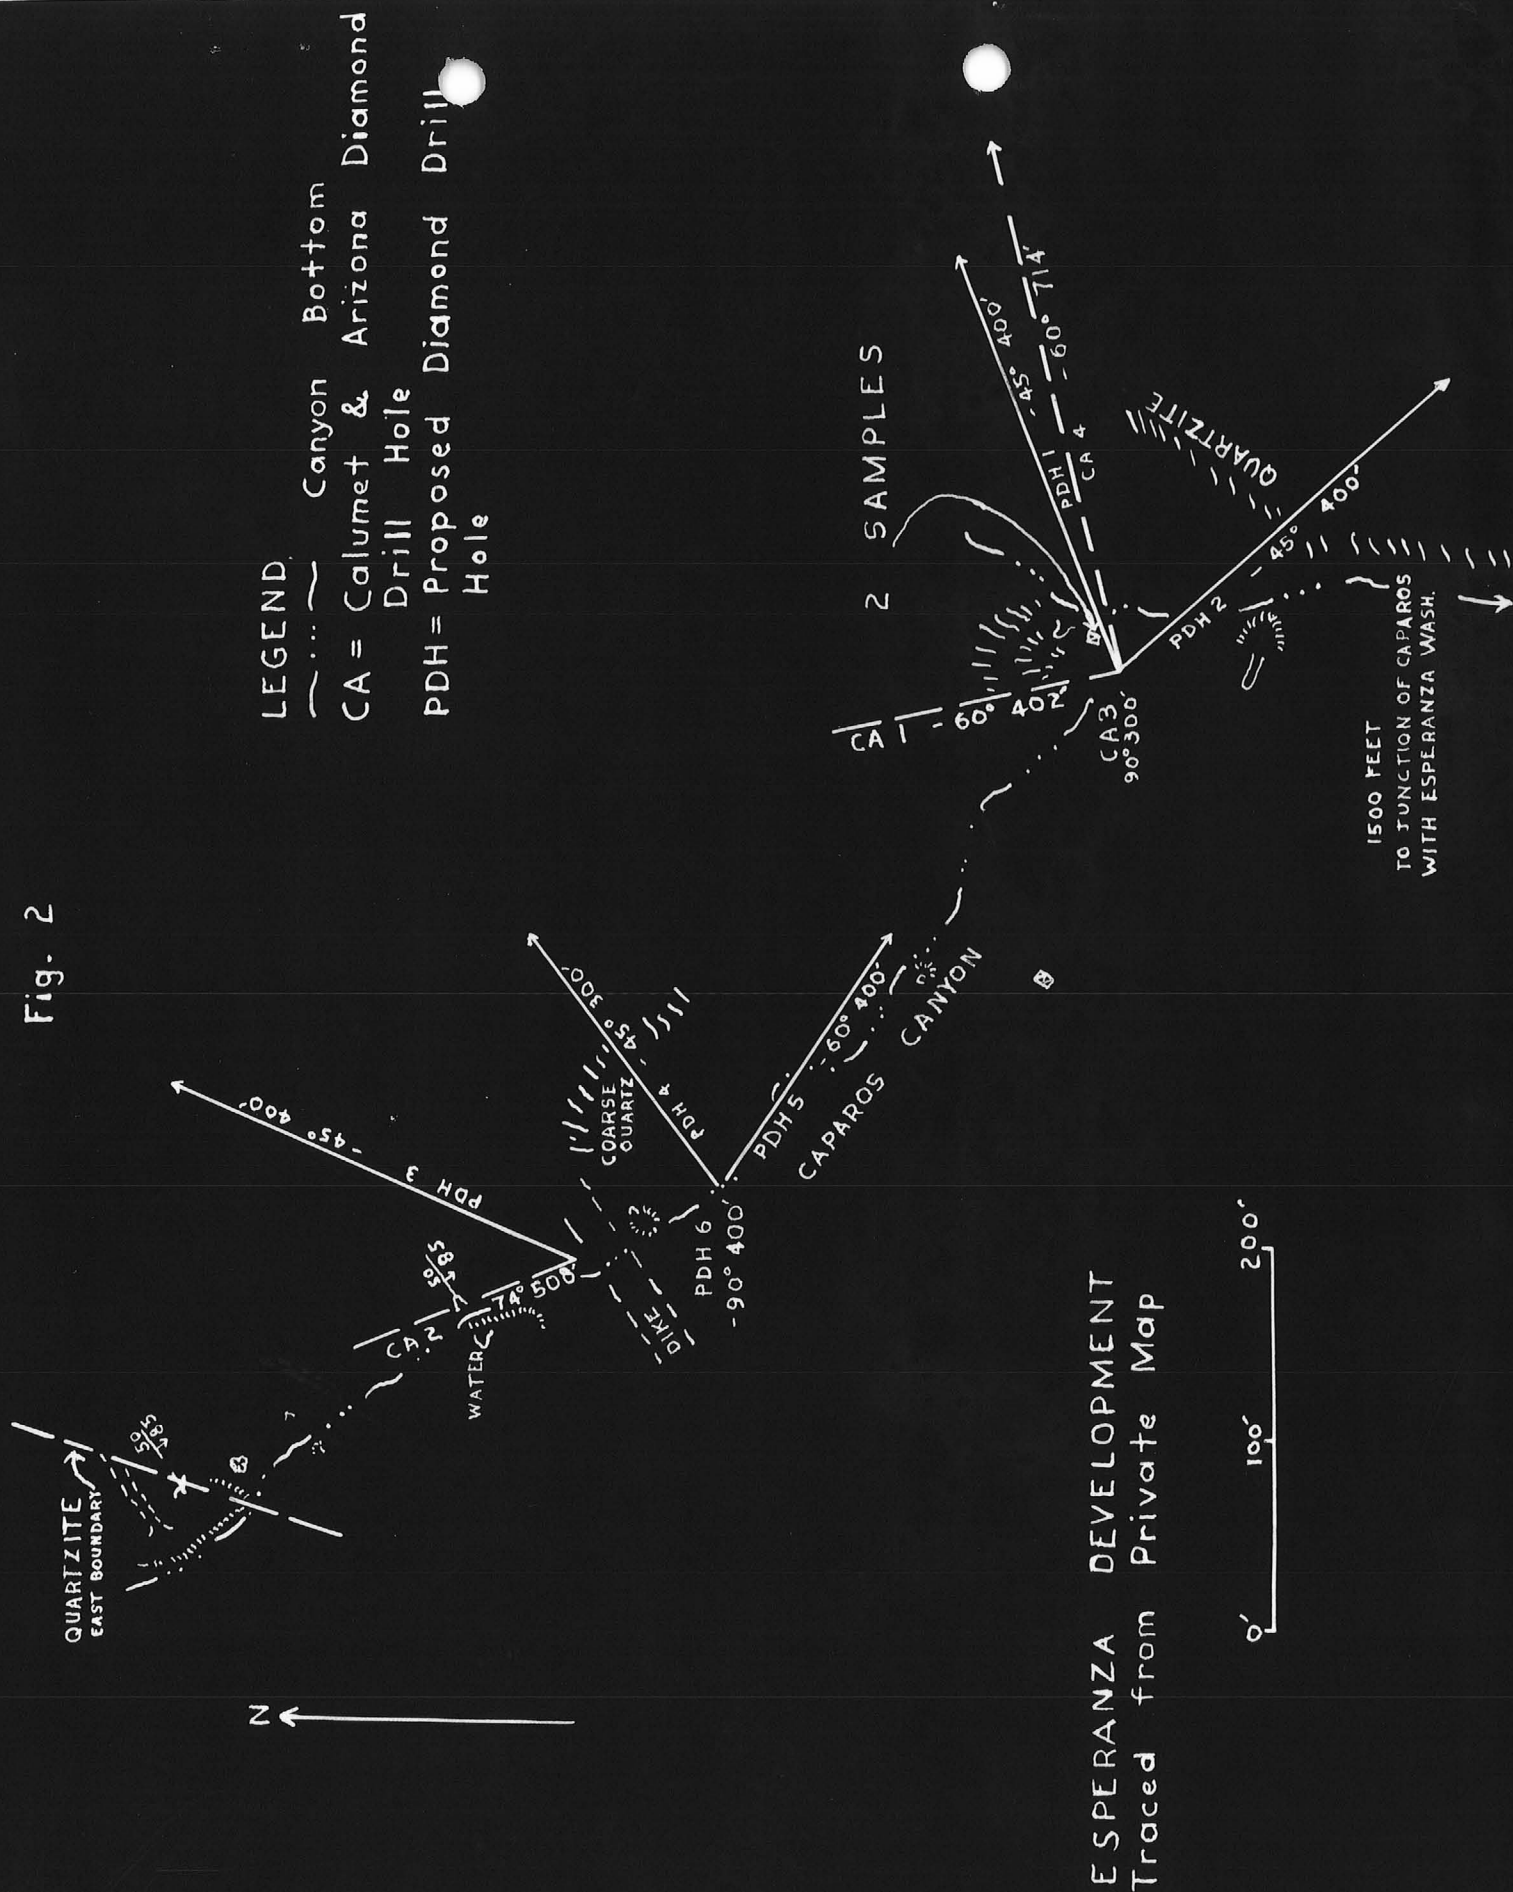 Fig. 2
LEGEND
Canyon Bottom
CA = Calumet & Arizona Diamond
Drill Hole
PDH = Proposed Diamond Drill
Hole
QUARTZITE
EAST BOUNDARY
50
85
N
CA 2
74° 500'
50
85
WATER
PDH 3
-45° 400'
COARSE
QUARTZ
DIKE
PDH 4
-45° 300'
PDH 6
-90° 400'
PDH 5
-60° 400'
CAPAROS CANYON
2 SAMPLES
CA 1 -60° 402'
CA 3
90° 300'
PDH 1 -45° 400'
CA 4 -60° 714'
PDH 2 -45° 400'
QUARTZITE
1500 FEET
TO JUNCTION OF CAPAROS
WITH ESPERANZA WASH.
ESPERANZA DEVELOPMENT
Traced from Private Map
0' 100' 200'